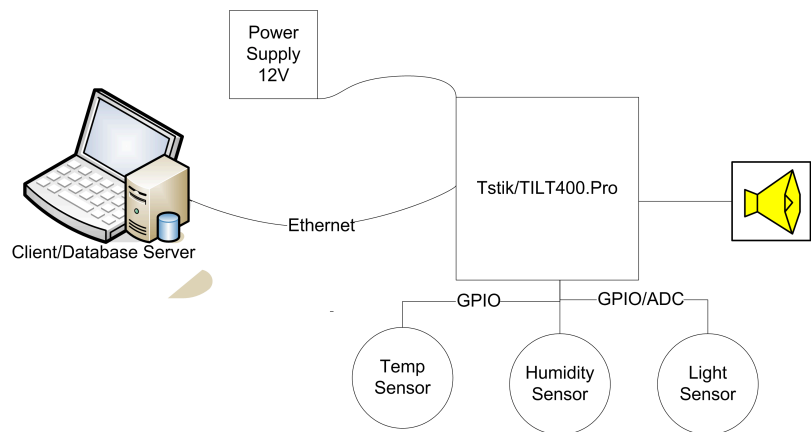 Power
Supply
12V
Tstik/TILT400.Pro
Ethernet
Client/Database Server
GPIO
GPIO/ADC
Temp
Sensor
Humidity
Sensor
Light
Sensor